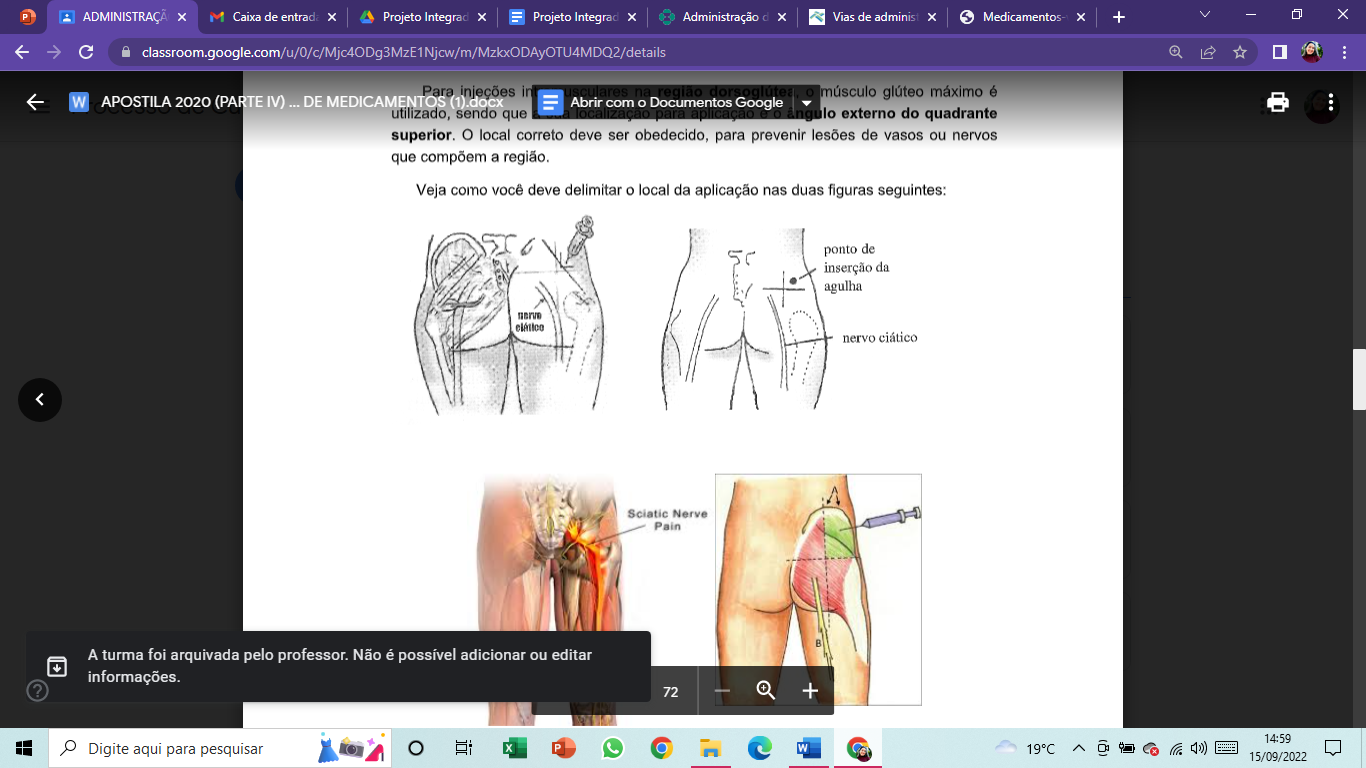 ADMINISTRAÇÃ
Caixa de entrada
Projeto Integrad
Projeto Integrad
Administração d
Vias de administ
Medicamentos-
classroom.google.com/u/0/c/Mjc4ODg3MzE1Njcw/m/MzkxODAyOTU4MDQ2/details
Para injeções intramusculares na região dorsoglútea, o músculo glúteo máximo é
APOSTILA 2020 (PARTE IV) ... DE MEDICAMENTOS (1).docx
Abrir com o Documentos Google
utilizado, sendo que a sua localização para aplicação é o ângulo externo do quadrante
superior. O local correto deve ser obedecido, para prevenir lesões de vasos ou nervos
que compõem a região.
Veja como você deve delimitar o local da aplicação nas duas figuras seguintes:
nervo
ciático
ponto de
inserção da
agulha
nervo ciático
Sciatic Nerve
Pain
A
B
A turma foi arquivada pelo professor. Não é possível adicionar ou editar
informações.
72
Digite aqui para pesquisar
19°C
14:59
15/09/2022